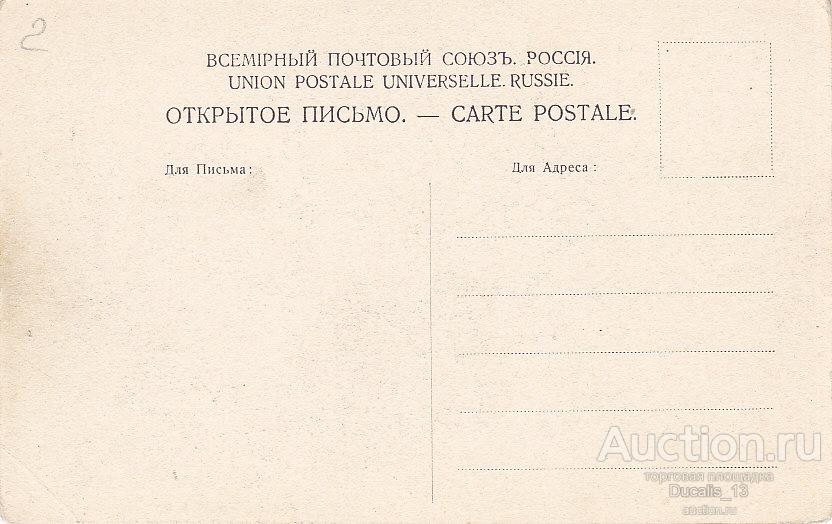 2
ВСЕМІРНЫЙ ПОЧТОВЫЙ СОЮЗЪ. РОССІЯ.
UNION POSTALE UNIVERSELLE. RUSSIE.
ОТКРЫТОЕ ПИСЬМО. — CARTE POSTALE.
Для Письма:
Для Адреса:
Auction.ru
торговая площадка
Ducalis_13
auction.ru